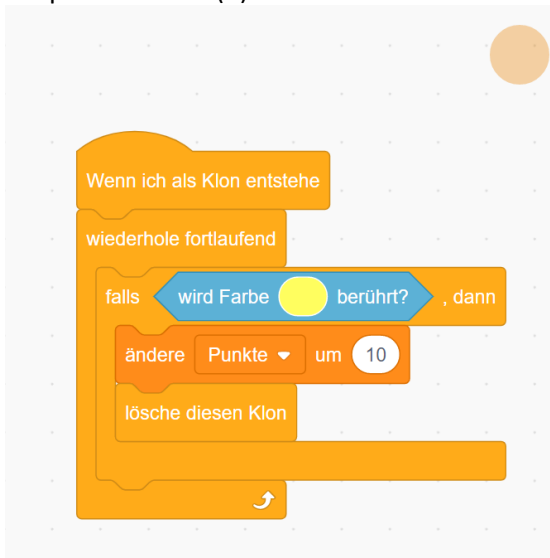 Wenn ich als Klon entstehe
wiederhole fortlaufend
falls wird Farbe berührt? , dann
ändere Punkte um 10
lösche diesen Klon